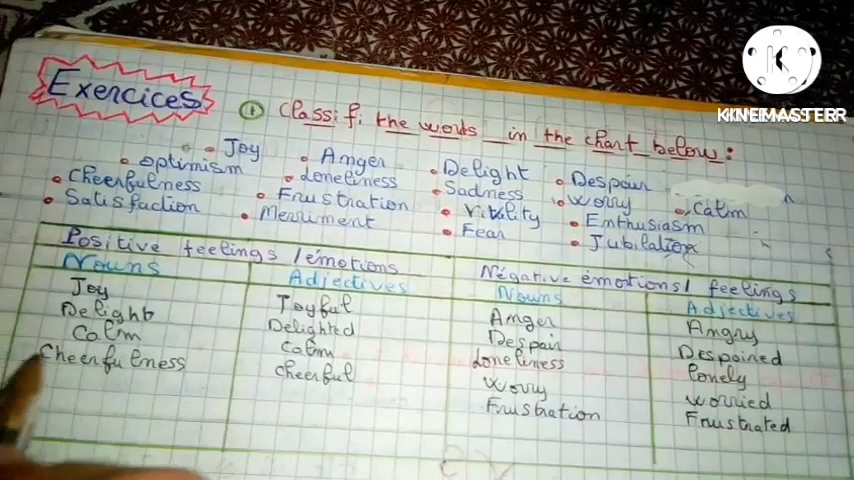 KINEMASTER
Exercices
① Classifi the words in the chart below:
• Joy • Anger • Delight • Despair
• Optimism • Loneliness • Sadness • Worry • Calm
• Cheerfulness • Frustration • Vitality • Enthusiasm
• Satisfaction • Merriment • Fear • Jubilation
Positive feelings / émotions Négative émotions / feelings
Nouns Adjectives Nouns Adjectives
Joy Joyful Anger Angry
Delight Delighted Despair Despaired
Calm Calm Loneliness lonely
Cheerfulness cheerful Worry worried
Frustration Frustrated